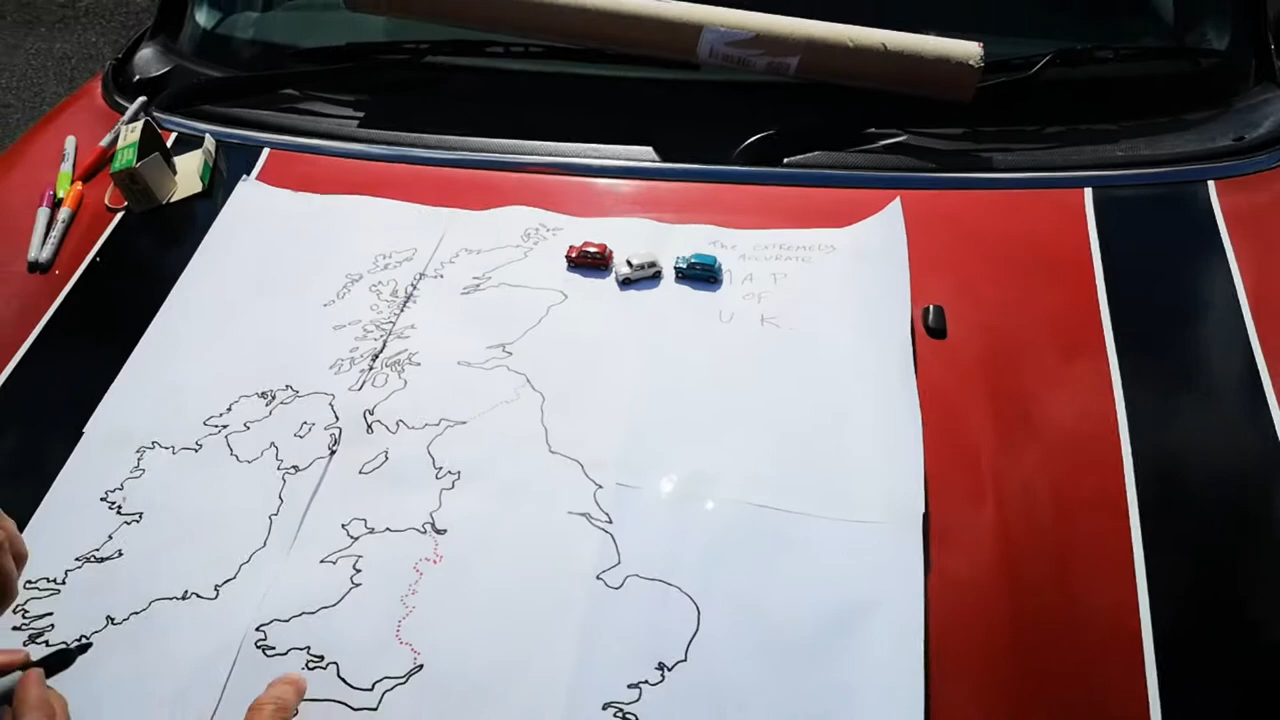 The EXTREMELY
ACCURATE
MAP
OF
U K.